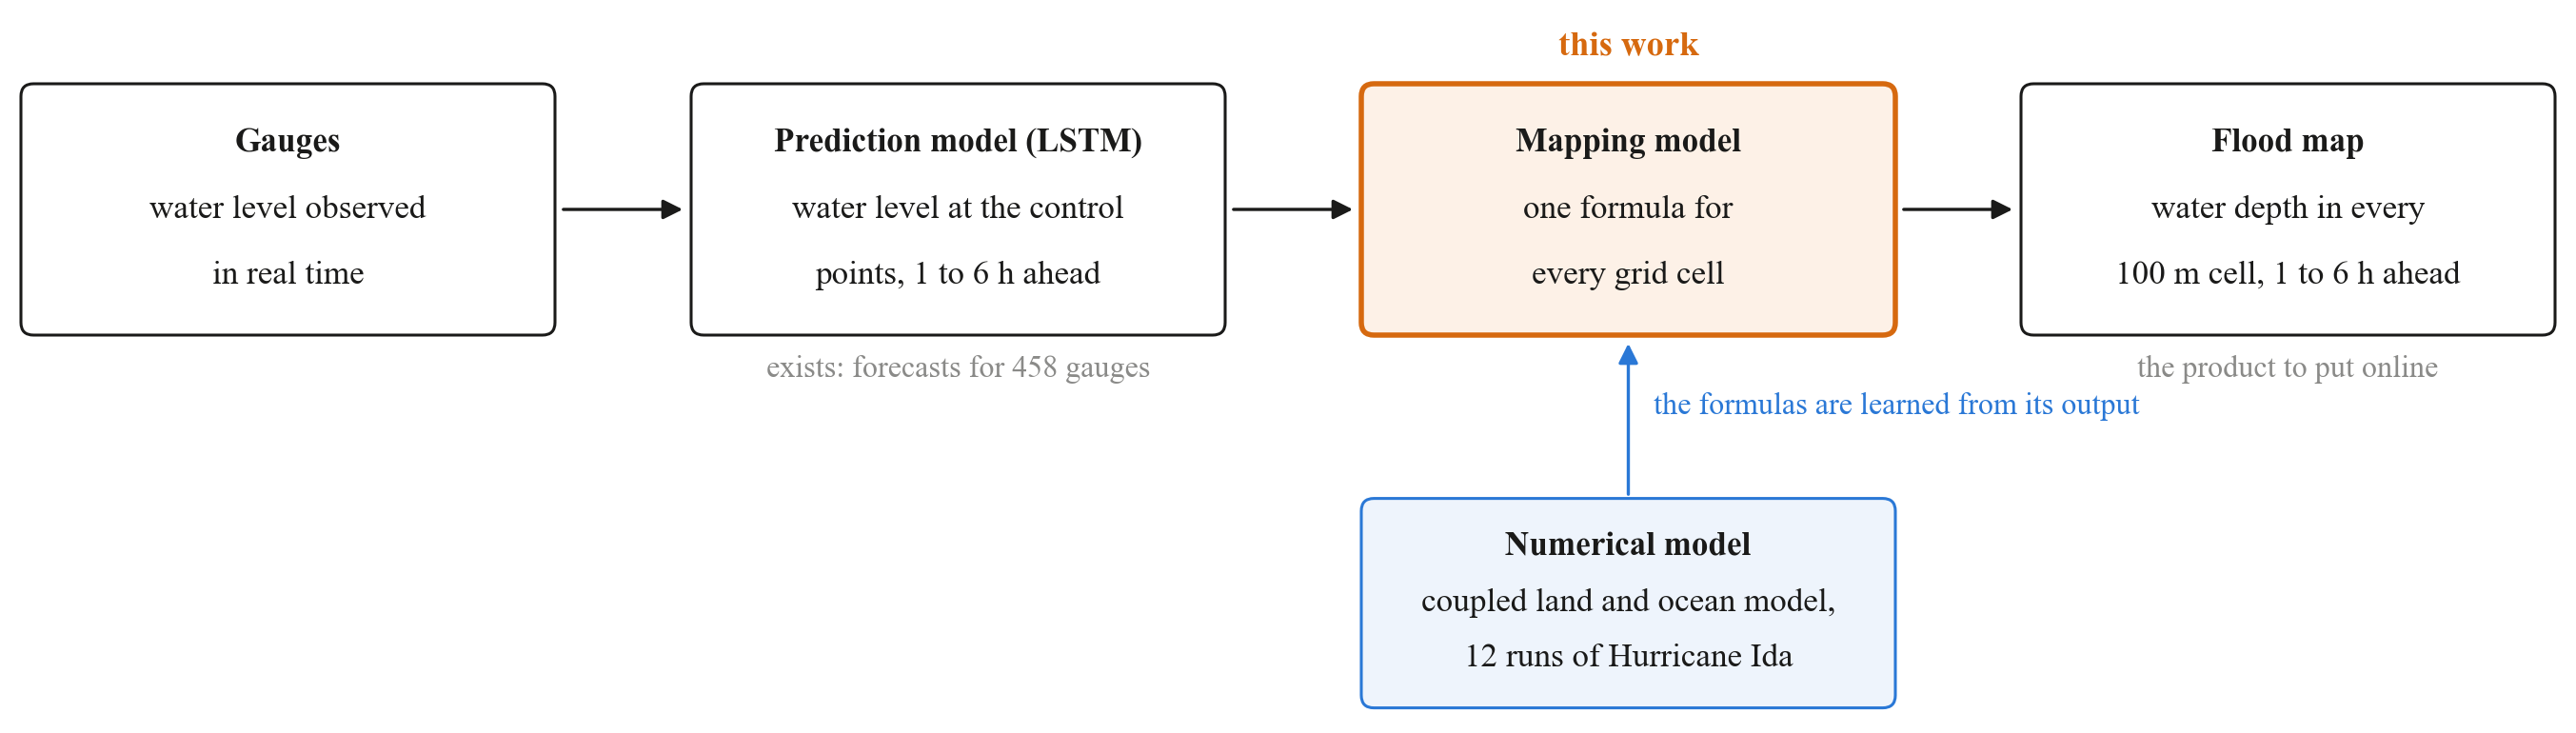 this work
Gauges
water level observed
in real time
Prediction model (LSTM)
water level at the control
points, 1 to 6 h ahead
exists: forecasts for 458 gauges
Mapping model
one formula for
every grid cell
Flood map
water depth in every
100 m cell, 1 to 6 h ahead
the product to put online
the formulas are learned from its output
Numerical model
coupled land and ocean model,
12 runs of Hurricane Ida